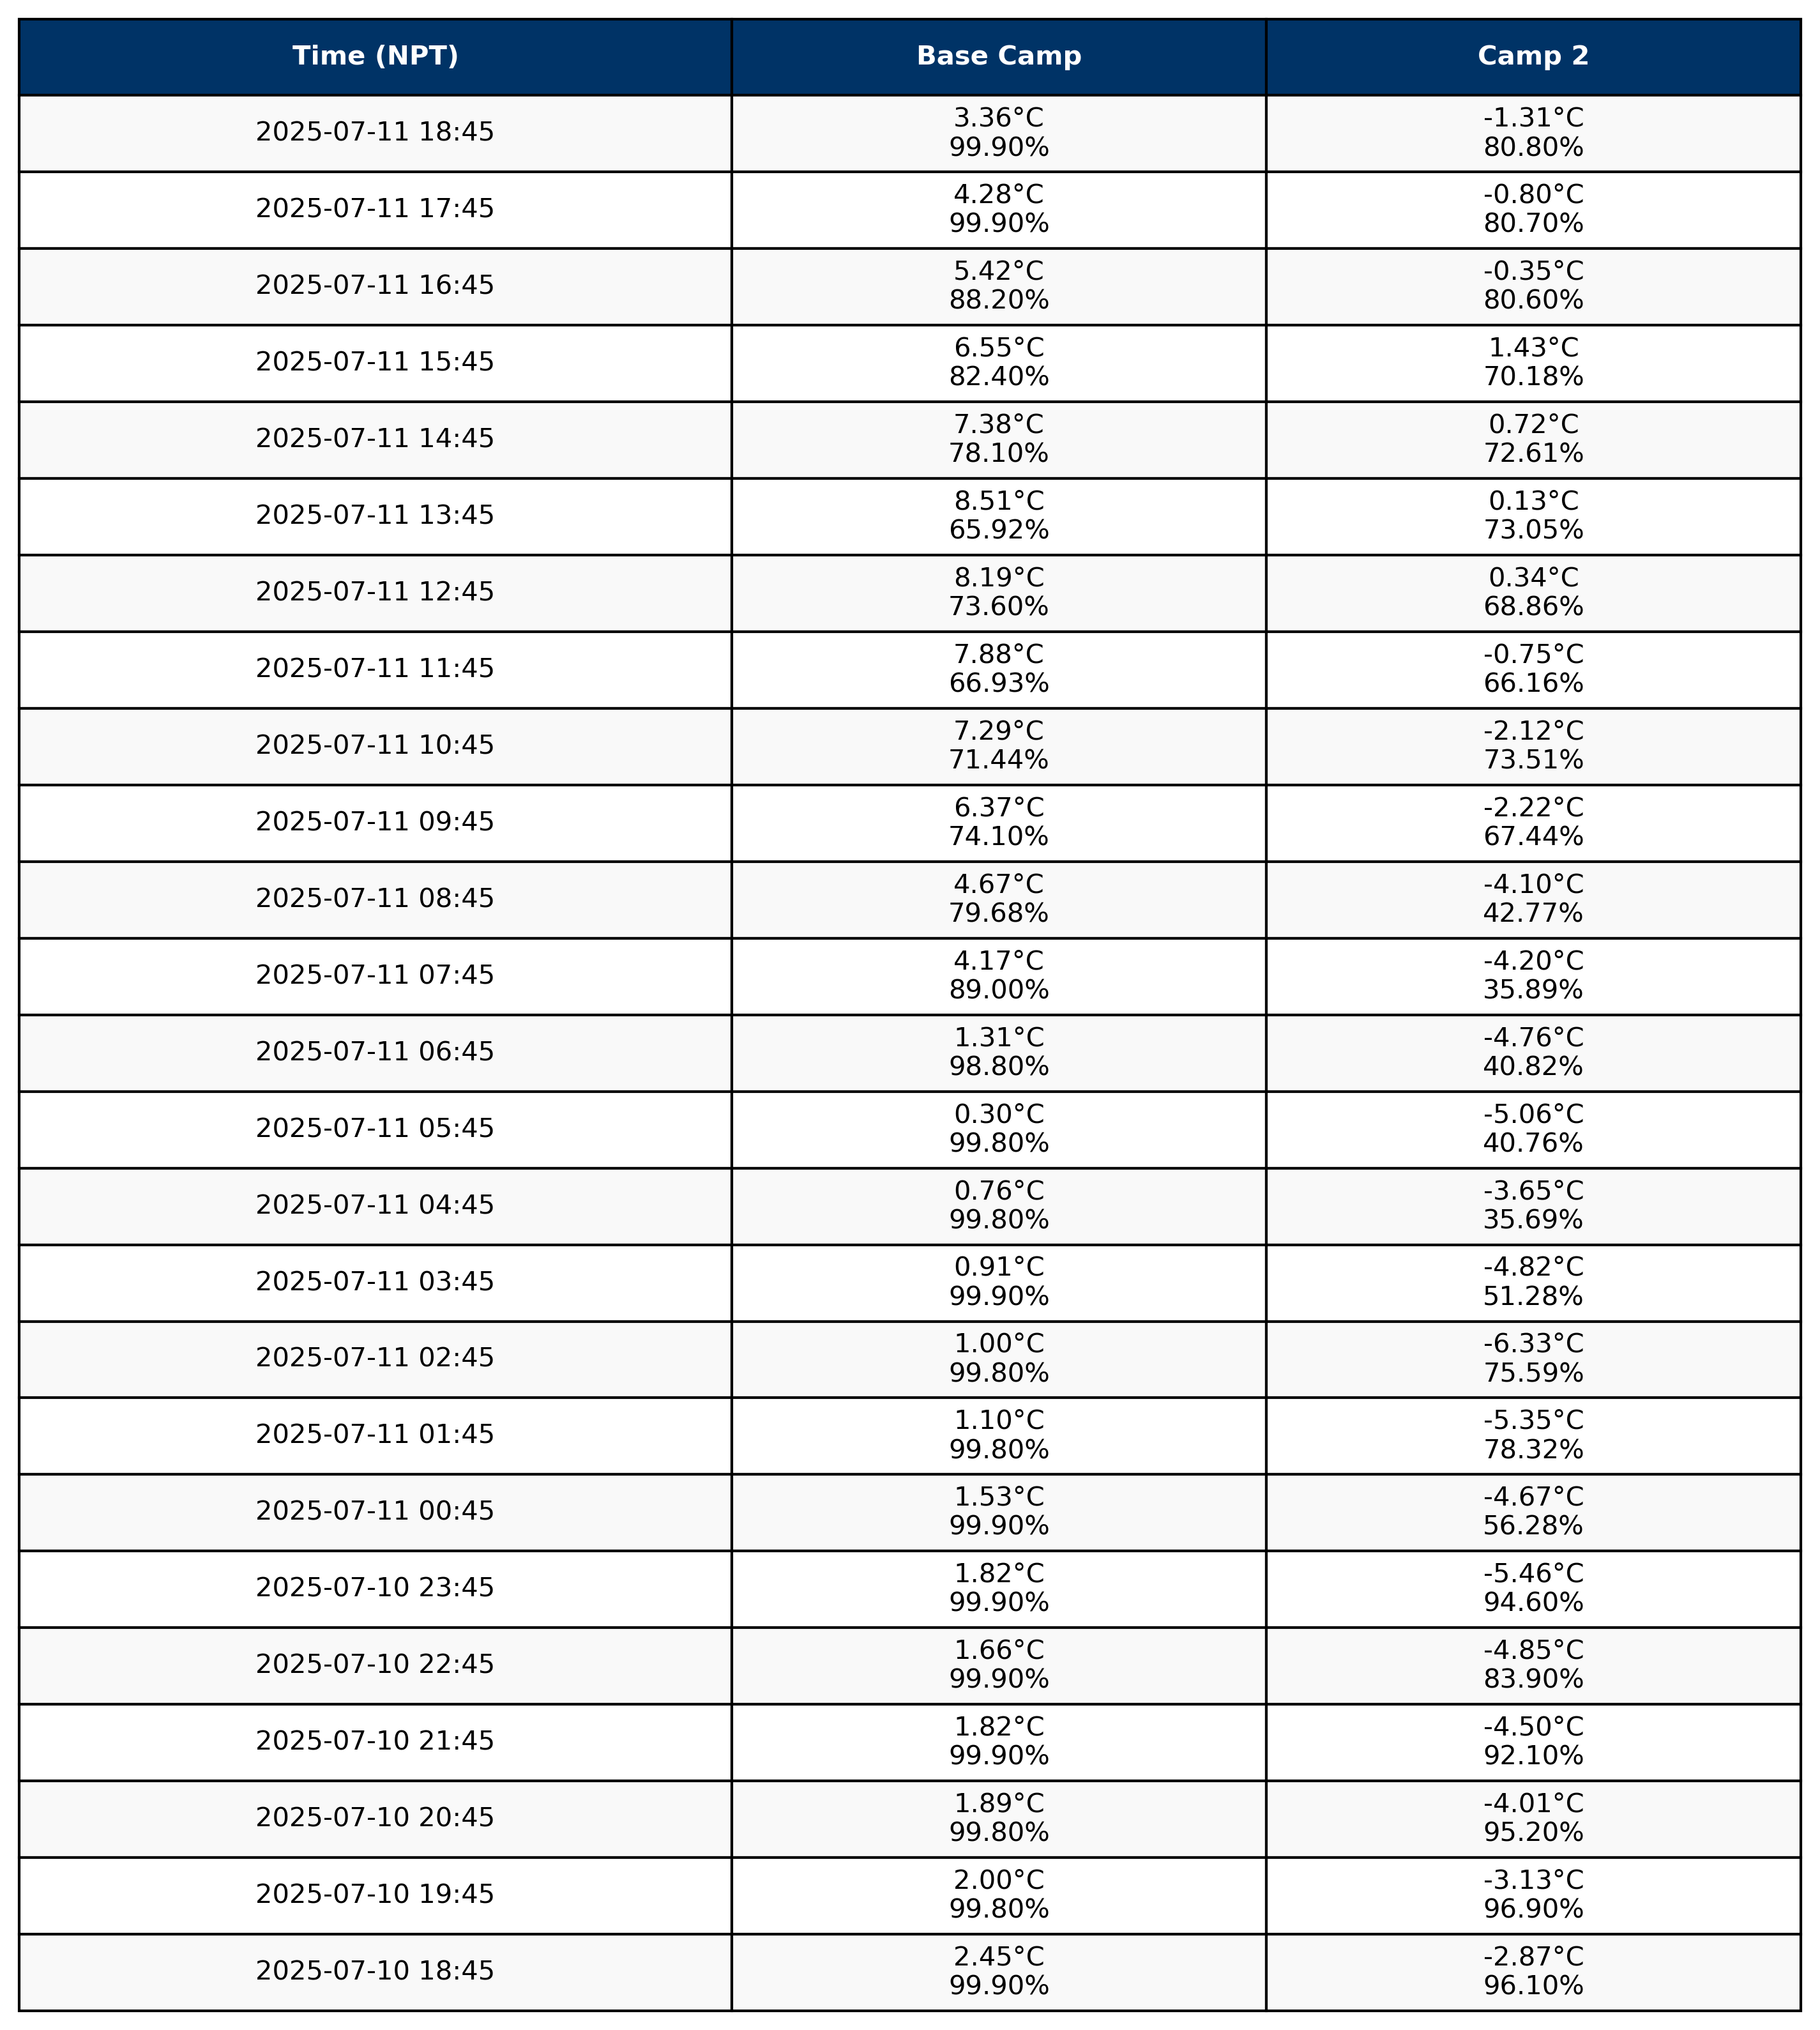 Time (NPT) Base Camp Camp 2
2025-07-11 18:45 3.36°C -1.31°C
99.90% 80.80%
2025-07-11 17:45 4.28°C -0.80°C
99.90% 80.70%
2025-07-11 16:45 5.42°C -0.35°C
88.20% 80.60%
2025-07-11 15:45 6.55°C 1.43°C
82.40% 70.18%
2025-07-11 14:45 7.38°C 0.72°C
78.10% 72.61%
2025-07-11 13:45 8.51°C 0.13°C
65.92% 73.05%
2025-07-11 12:45 8.19°C 0.34°C
73.60% 68.86%
2025-07-11 11:45 7.88°C -0.75°C
66.93% 66.16%
2025-07-11 10:45 7.29°C -2.12°C
71.44% 73.51%
2025-07-11 09:45 6.37°C -2.22°C
74.10% 67.44%
2025-07-11 08:45 4.67°C -4.10°C
79.68% 42.77%
2025-07-11 07:45 4.17°C -4.20°C
89.00% 35.89%
2025-07-11 06:45 1.31°C -4.76°C
98.80% 40.82%
2025-07-11 05:45 0.30°C -5.06°C
99.80% 40.76%
2025-07-11 04:45 0.76°C -3.65°C
99.80% 35.69%
2025-07-11 03:45 0.91°C -4.82°C
99.90% 51.28%
2025-07-11 02:45 1.00°C -6.33°C
99.80% 75.59%
2025-07-11 01:45 1.10°C -5.35°C
99.80% 78.32%
2025-07-11 00:45 1.53°C -4.67°C
99.90% 56.28%
2025-07-10 23:45 1.82°C -5.46°C
99.90% 94.60%
2025-07-10 22:45 1.66°C -4.85°C
99.90% 83.90%
2025-07-10 21:45 1.82°C -4.50°C
99.90% 92.10%
2025-07-10 20:45 1.89°C -4.01°C
99.80% 95.20%
2025-07-10 19:45 2.00°C -3.13°C
99.80% 96.90%
2025-07-10 18:45 2.45°C -2.87°C
99.90% 96.10%